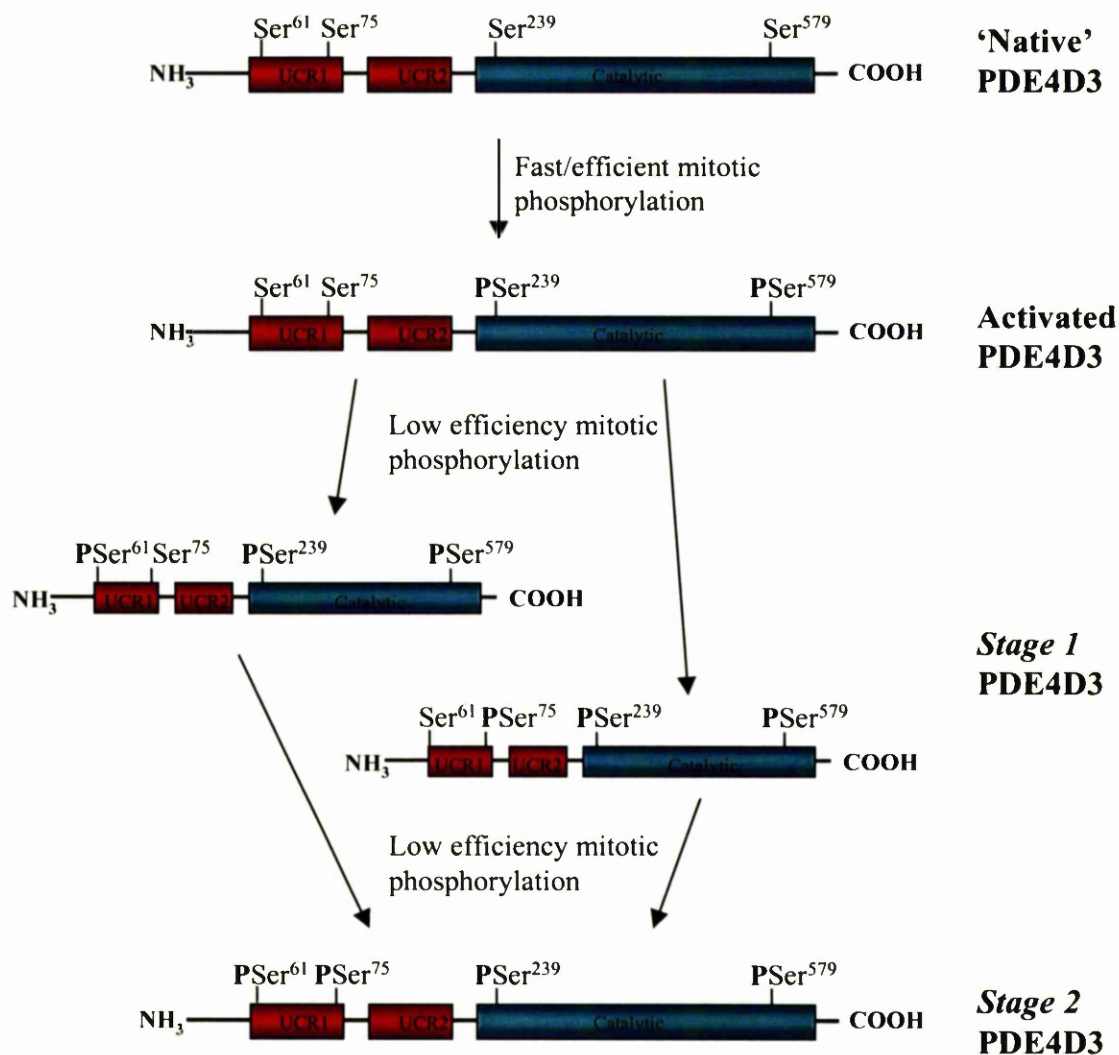 Ser⁶¹ Ser⁷⁵ Ser²³⁹ Ser⁵⁷⁹
NH₃ UCR1 UCR2 Catalytic COOH
‘Native’
PDE4D3
Fast/efficient mitotic
phosphorylation
Ser⁶¹ Ser⁷⁵ PSer²³⁹ PSer⁵⁷⁹
NH₃ UCR1 UCR2 Catalytic COOH
Activated
PDE4D3
Low efficiency mitotic
phosphorylation
PSer⁶¹ Ser⁷⁵ PSer²³⁹ PSer⁵⁷⁹
NH₃ UCR1 UCR2 Catalytic COOH
Stage 1
PDE4D3
Ser⁶¹ PSer⁷⁵ PSer²³⁹ PSer⁵⁷⁹
NH₃ UCR1 UCR2 Catalytic COOH
Low efficiency mitotic
phosphorylation
PSer⁶¹ PSer⁷⁵ PSer²³⁹ PSer⁵⁷⁹
NH₃ UCR1 UCR2 Catalytic COOH
Stage 2
PDE4D3